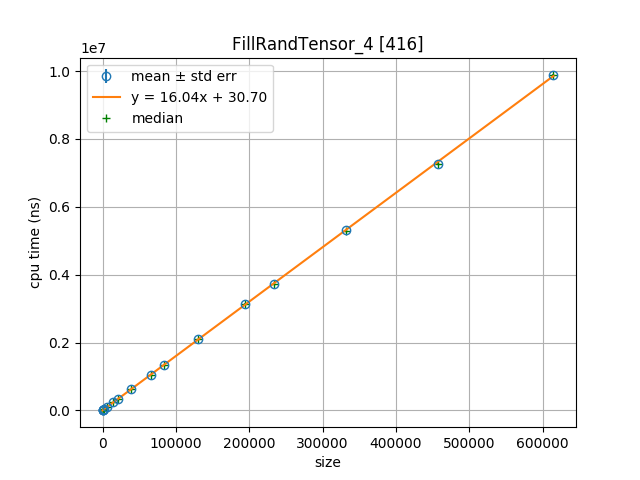 FillRandTensor_4 [416]
1e7
mean ± std err
y = 16.04x + 30.70
median
1.0
0.8
0.6
0.4
0.2
0.0
cpu time (ns)
0 100000 200000 300000 400000 500000 600000
size